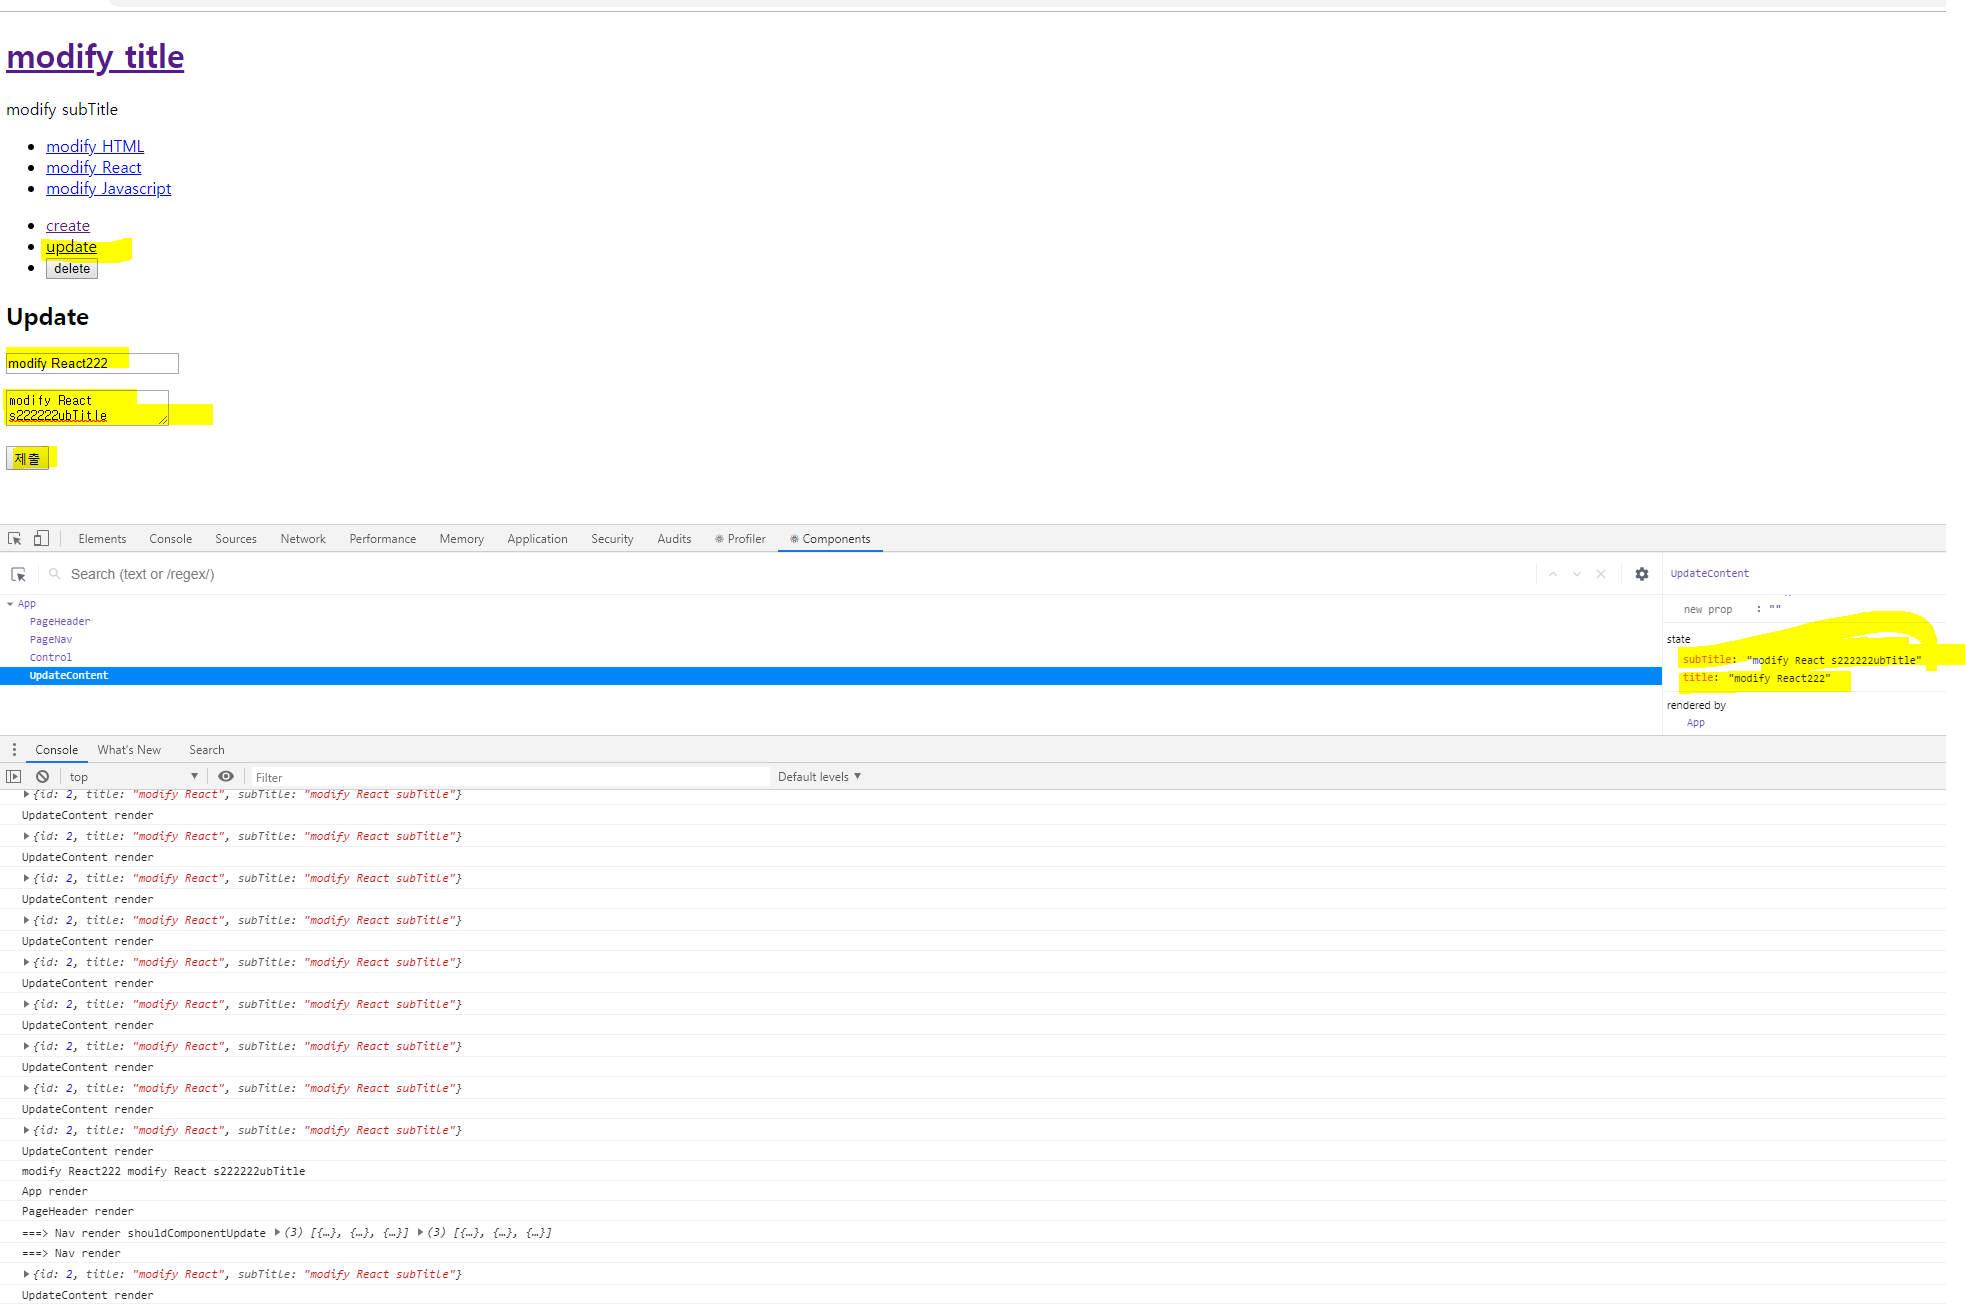 modify title
modify subTitle
modify HTML
modify React
modify Javascript
create
update
delete
Update
modify React222
modify React
s222222ubTitle
제출
Elements Console Sources Network Performance Memory Application Security Audits Profiler Components
Search (text or /regex/)
UpdateContent
App
PageHeader
PageNav
Control
UpdateContent
new prop : ""
state
subTitle: "modify React s222222ubTitle"
title: "modify React222"
rendered by
App
Console What's New Search
top Filter Default levels ▼
{id: 2, title: "modify React", subTitle: "modify React subTitle"}
UpdateContent render
{id: 2, title: "modify React", subTitle: "modify React subTitle"}
UpdateContent render
{id: 2, title: "modify React", subTitle: "modify React subTitle"}
UpdateContent render
{id: 2, title: "modify React", subTitle: "modify React subTitle"}
UpdateContent render
{id: 2, title: "modify React", subTitle: "modify React subTitle"}
UpdateContent render
{id: 2, title: "modify React", subTitle: "modify React subTitle"}
UpdateContent render
{id: 2, title: "modify React", subTitle: "modify React subTitle"}
UpdateContent render
{id: 2, title: "modify React", subTitle: "modify React subTitle"}
UpdateContent render
{id: 2, title: "modify React", subTitle: "modify React subTitle"}
UpdateContent render
modify React222 modify React s222222ubTitle
App render
PageHeader render
===> Nav render shouldComponentUpdate (3) [{…}, {…}, {…}] (3) [{…}, {…}, {…}]
===> Nav render
{id: 2, title: "modify React", subTitle: "modify React subTitle"}
UpdateContent render